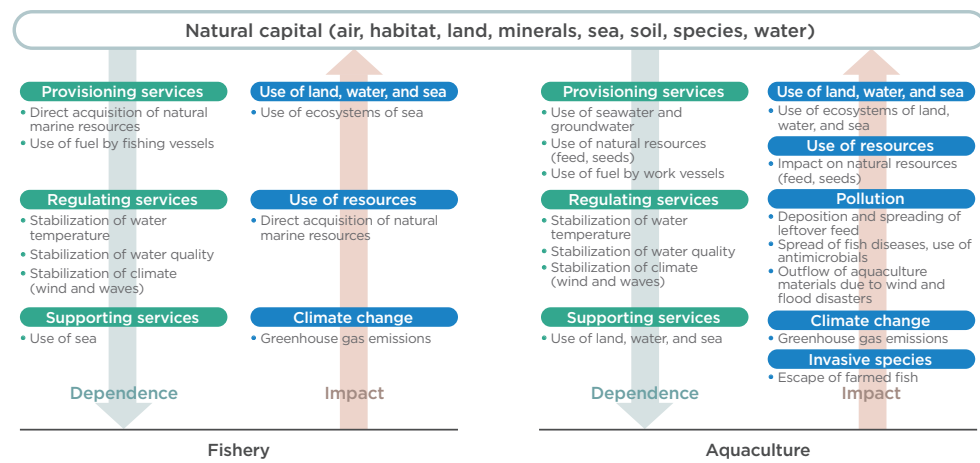 Natural capital (air, habitat, land, minerals, sea, soil, species, water)
Provisioning services
• Direct acquisition of natural
marine resources
• Use of fuel by fishing vessels
Regulating services
• Stabilization of water
temperature
• Stabilization of water quality
• Stabilization of climate
(wind and waves)
Supporting services
• Use of sea
Dependence
Use of land, water, and sea
• Use of ecosystems of sea
Use of resources
• Direct acquisition of natural
marine resources
Climate change
• Greenhouse gas emissions
Impact
Fishery
Provisioning services
• Use of seawater and
groundwater
• Use of natural resources
(feed, seeds)
• Use of fuel by work vessels
Regulating services
• Stabilization of water
temperature
• Stabilization of water quality
• Stabilization of climate
(wind and waves)
Supporting services
• Use of land, water, and sea
Dependence
Use of land, water, and sea
• Use of ecosystems of land,
water, and sea
Use of resources
• Impact on natural resources
(feed, seeds)
Pollution
• Deposition and spreading of
leftover feed
• Spread of fish diseases, use of
antimicrobials
• Outflow of aquaculture
materials due to wind and
flood disasters
Climate change
• Greenhouse gas emissions
Invasive species
• Escape of farmed fish
Impact
Aquaculture